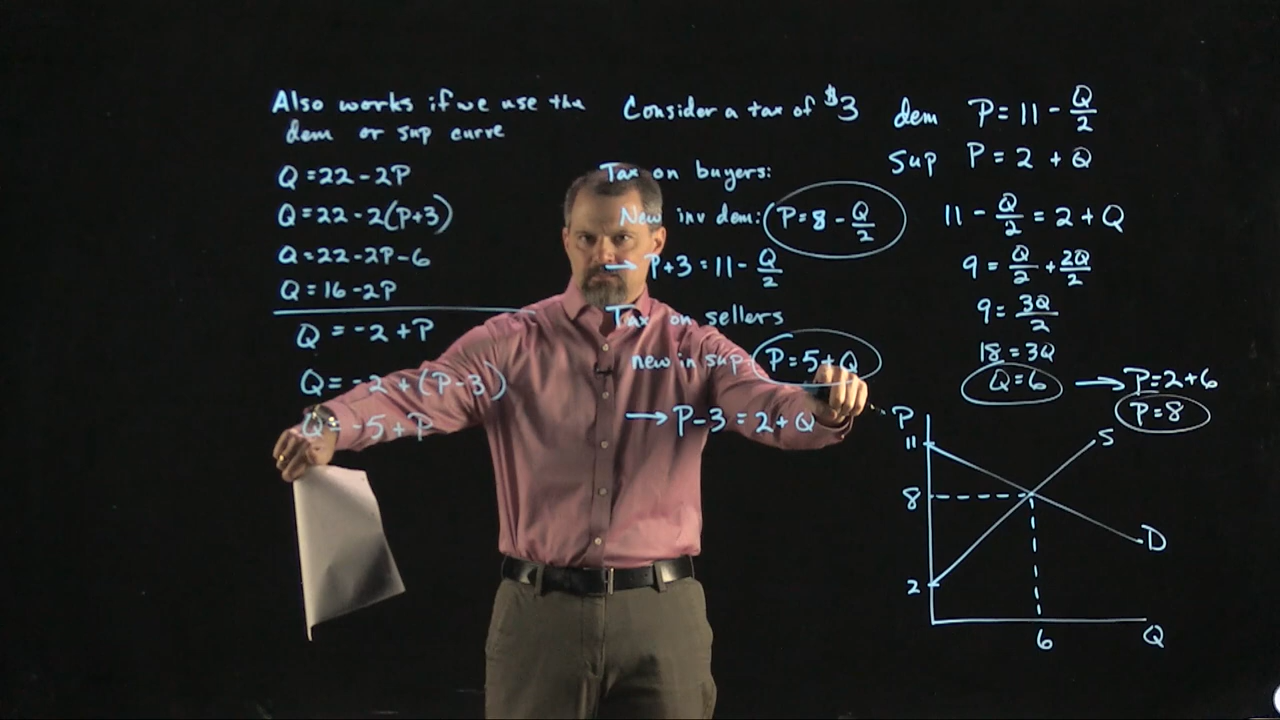 Also works if we use the
dem or sup curve
Q = 22 - 2P
Q = 22 - 2(P+3)
Q = 22 - 2P - 6
Q = 16 - 2P
Q = -2 + P
Q = -2 + (P - 3)
Q = -5 + P
Consider a tax of $3
Tax on buyers:
New inv dem: P = 8 - Q/2
→ P + 3 = 11 - Q/2
Tax on sellers
new in sup P = 5 + Q
→ P - 3 = 2 + Q
dem P = 11 - Q/2
Sup P = 2 + Q
11 - Q/2 = 2 + Q
9 = Q/2 + 2Q/2
9 = 3Q/2
18 = 3Q
Q = 6 → P = 2 + 6
P = 8
P
11
8
2
S
D
6
Q